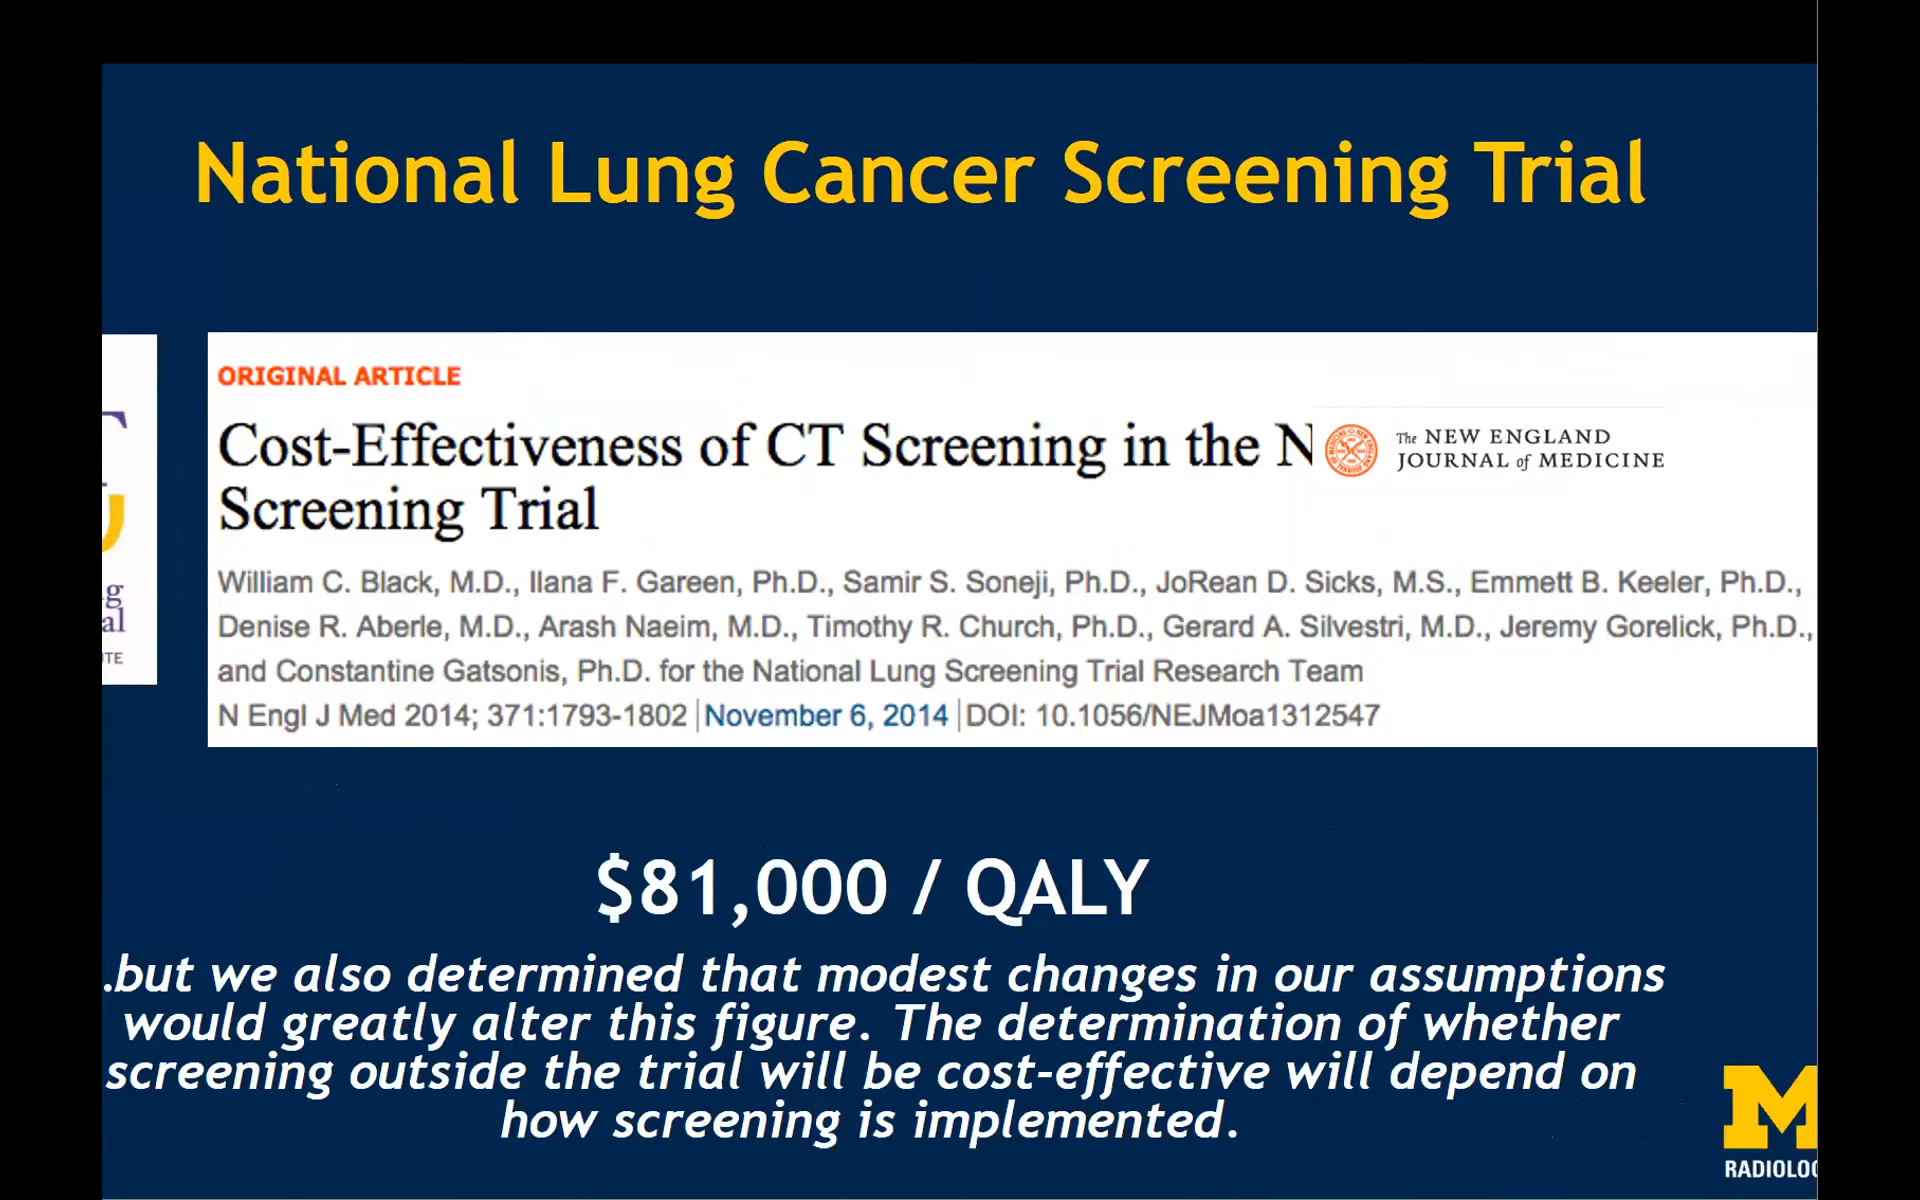 National Lung Cancer Screening Trial
ORIGINAL ARTICLE
Cost-Effectiveness of CT Screening in the N
The NEW ENGLAND
JOURNAL of MEDICINE
Screening Trial
William C. Black, M.D., Ilana F. Gareen, Ph.D., Samir S. Soneji, Ph.D., JoRean D. Sicks, M.S., Emmett B. Keeler, Ph.D.,
Denise R. Aberle, M.D., Arash Naeim, M.D., Timothy R. Church, Ph.D., Gerard A. Silvestri, M.D., Jeremy Gorelick, Ph.D.,
and Constantine Gatsonis, Ph.D. for the National Lung Screening Trial Research Team
N Engl J Med 2014; 371:1793-1802 | November 6, 2014 | DOI: 10.1056/NEJMoa1312547
g
al
TE
$81,000 / QALY
.but we also determined that modest changes in our assumptions
would greatly alter this figure. The determination of whether
screening outside the trial will be cost-effective will depend on
how screening is implemented.
M
RADIOLO